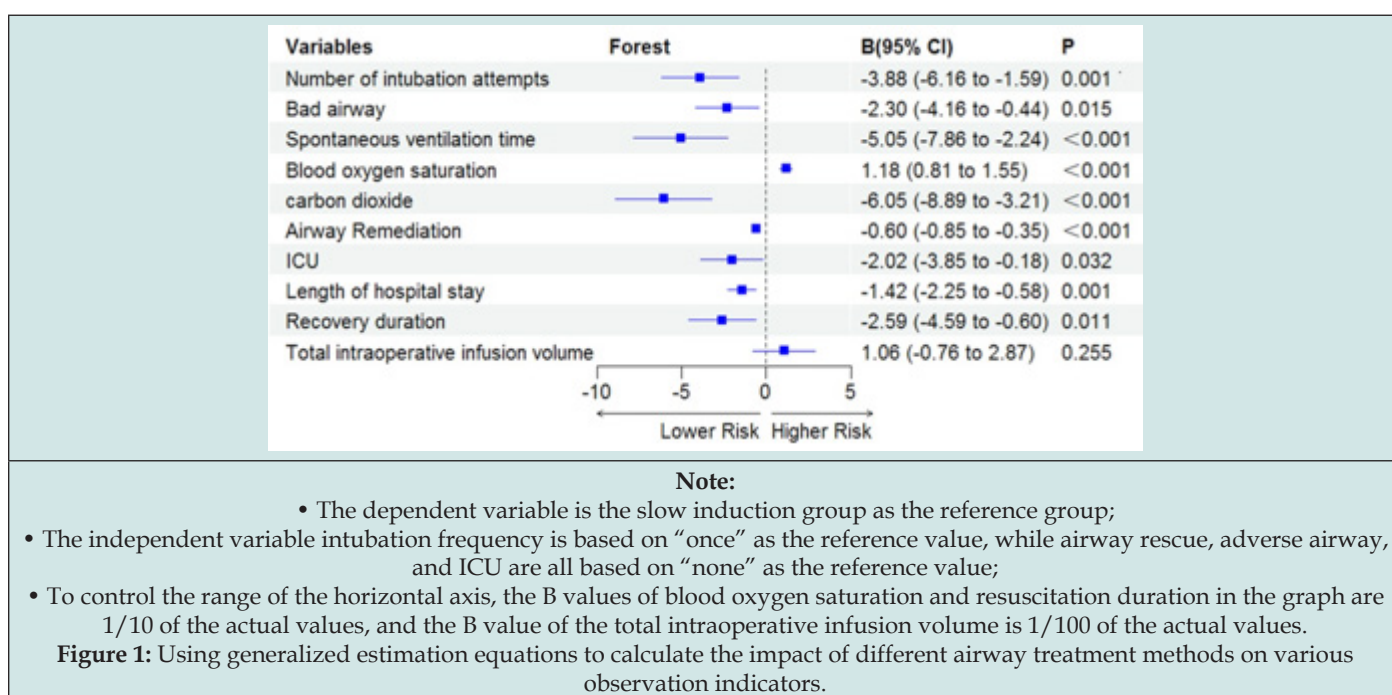 Variables Forest B(95% CI) P
Number of intubation attempts -3.88 (-6.16 to -1.59) 0.001
Bad airway -2.30 (-4.16 to -0.44) 0.015
Spontaneous ventilation time -5.05 (-7.86 to -2.24) <0.001
Blood oxygen saturation 1.18 (0.81 to 1.55) <0.001
carbon dioxide -6.05 (-8.89 to -3.21) <0.001
Airway Remediation -0.60 (-0.85 to -0.35) <0.001
ICU -2.02 (-3.85 to -0.18) 0.032
Length of hospital stay -1.42 (-2.25 to -0.58) 0.001
Recovery duration -2.59 (-4.59 to -0.60) 0.011
Total intraoperative infusion volume 1.06 (-0.76 to 2.87) 0.255
-10 -5 0 5
Lower Risk Higher Risk
Note:
• The dependent variable is the slow induction group as the reference group;
• The independent variable intubation frequency is based on “once” as the reference value, while airway rescue, adverse airway,
and ICU are all based on “none” as the reference value;
• To control the range of the horizontal axis, the B values of blood oxygen saturation and resuscitation duration in the graph are
1/10 of the actual values, and the B value of the total intraoperative infusion volume is 1/100 of the actual values.
Figure 1: Using generalized estimation equations to calculate the impact of different airway treatment methods on various
observation indicators.